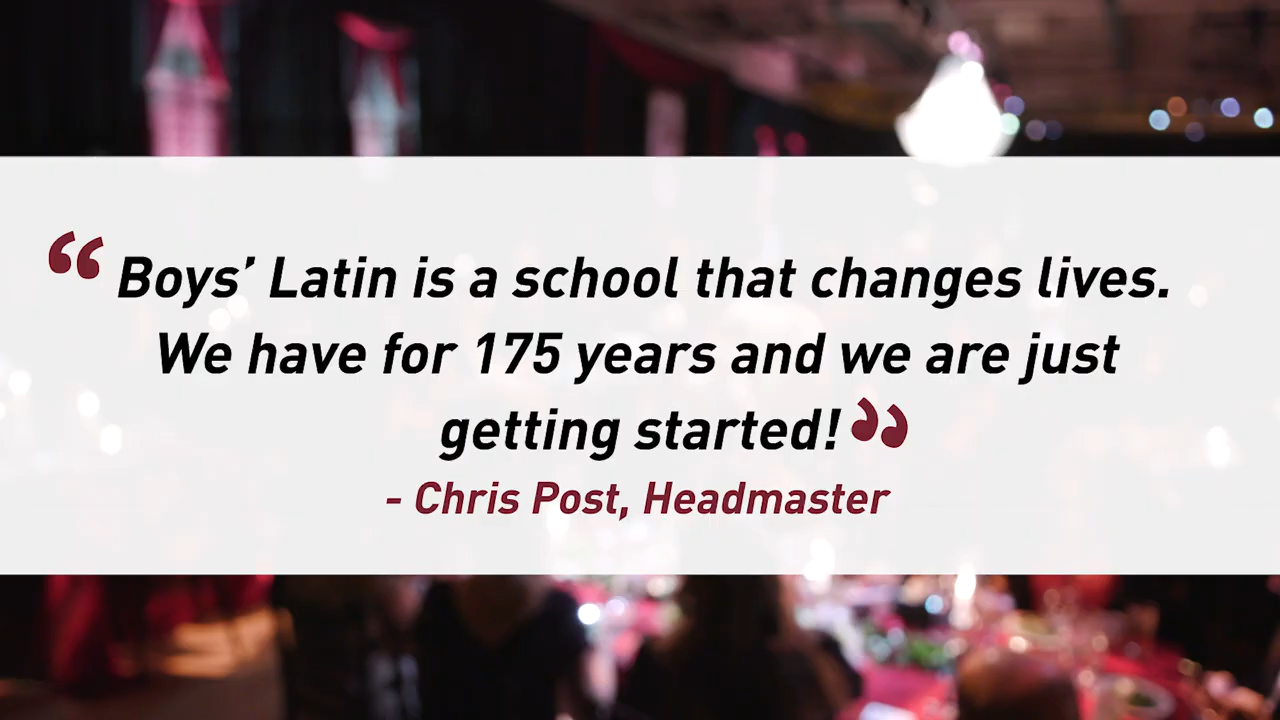 “Boys’ Latin is a school that changes lives.
We have for 175 years and we are just
getting started!”
- Chris Post, Headmaster